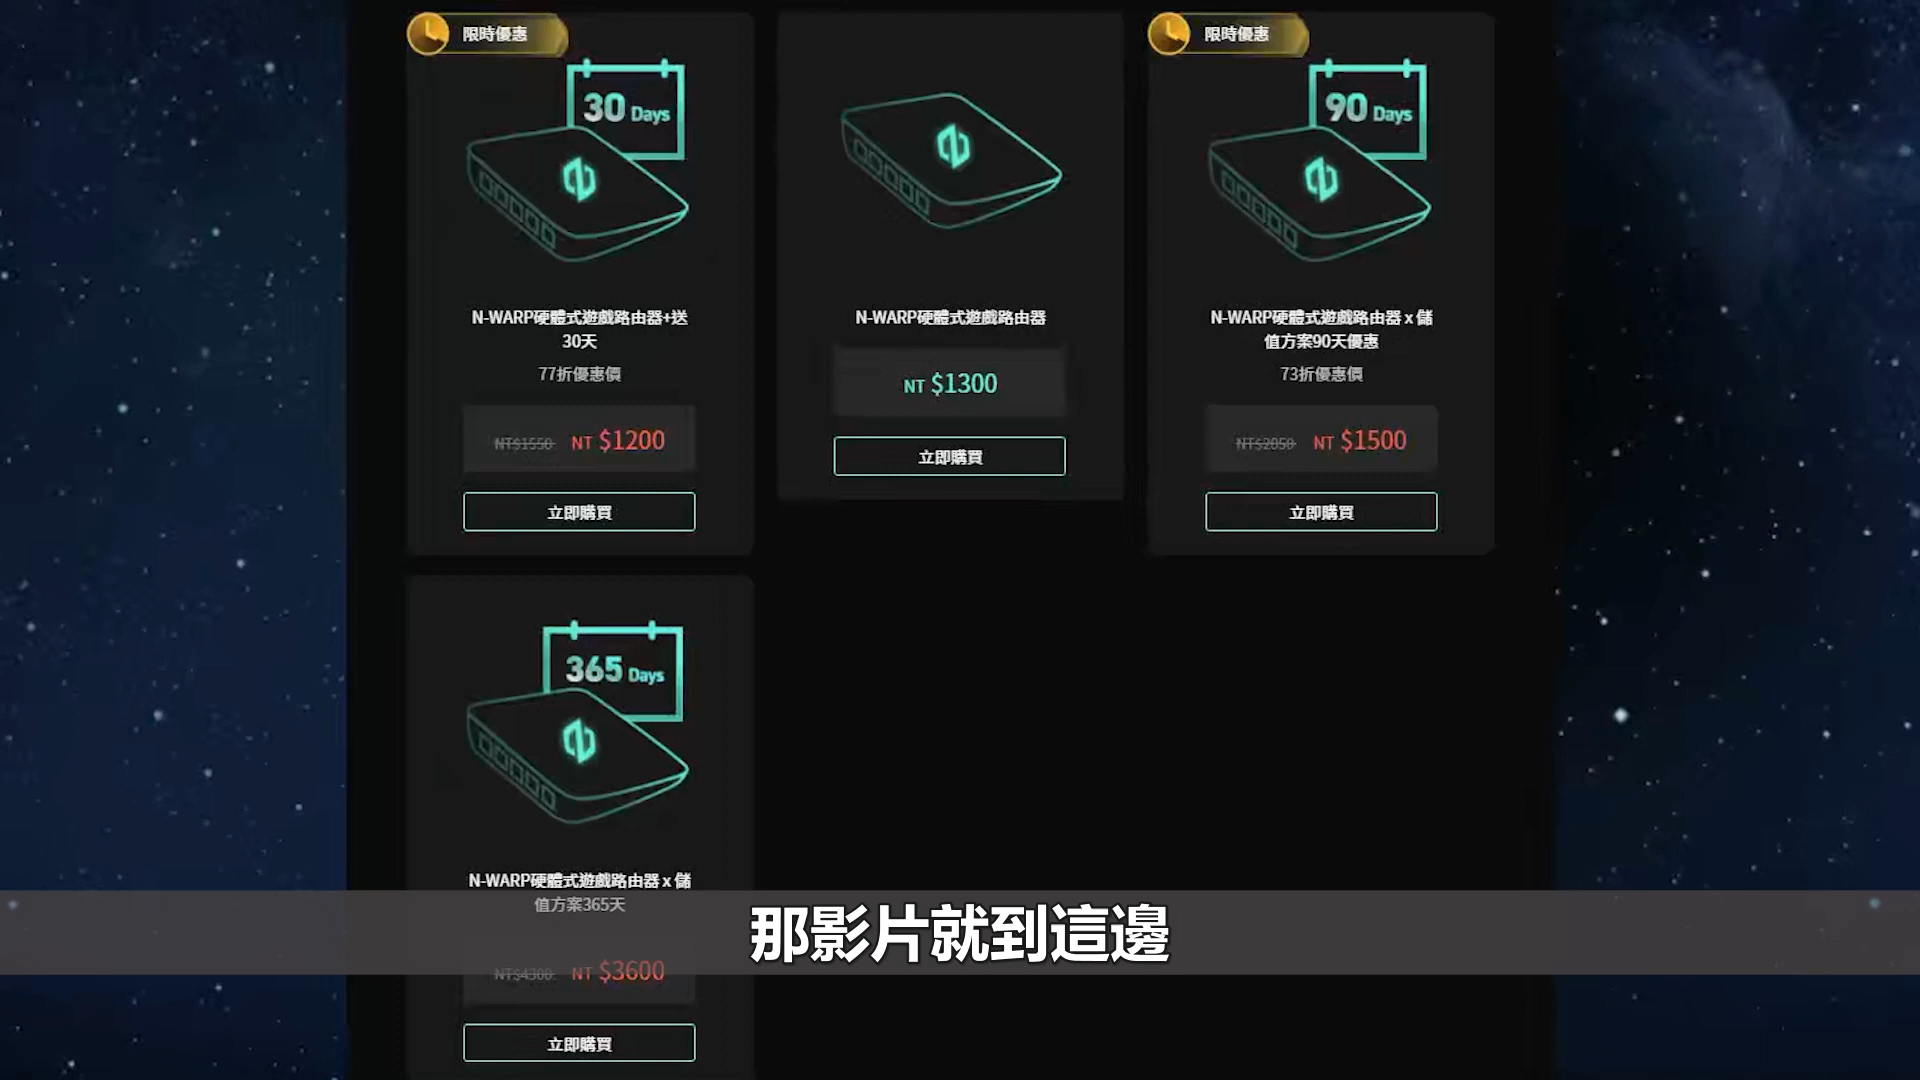 限時優惠
30 Days
N-WARP硬體式遊戲路由器+送
30天
77折優惠價
NT$1550 NT $1200
立即購買
N-WARP硬體式遊戲路由器
NT $1300
立即購買
限時優惠
90 Days
N-WARP硬體式遊戲路由器 x 儲
值方案90天優惠
73折優惠價
NT$2050 NT $1500
立即購買
365 Days
N-WARP硬體式遊戲路由器 x 儲
值方案365天
NT$4300 NT $3600
立即購買
那影片就到這邊